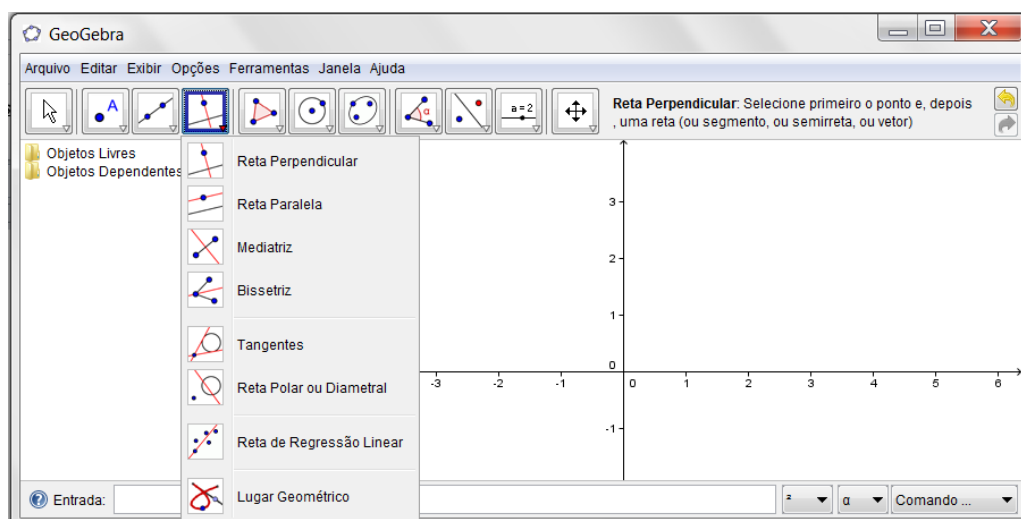 GeoGebra
Arquivo Editar Exibir Opções Ferramentas Janela Ajuda
A
α
a = 2
Reta Perpendicular: Selecione primeiro o ponto e, depois
, uma reta (ou segmento, ou semirreta, ou vetor)
Objetos Livres
Objetos Dependentes
Reta Perpendicular
Reta Paralela
Mediatriz
Bissetriz
Tangentes
Reta Polar ou Diametral
Reta de Regressão Linear
Lugar Geométrico
3
2
1
0
-3 -2 -1 0 1 2 3 4 5 6
-1
Entrada:
² α Comando ...